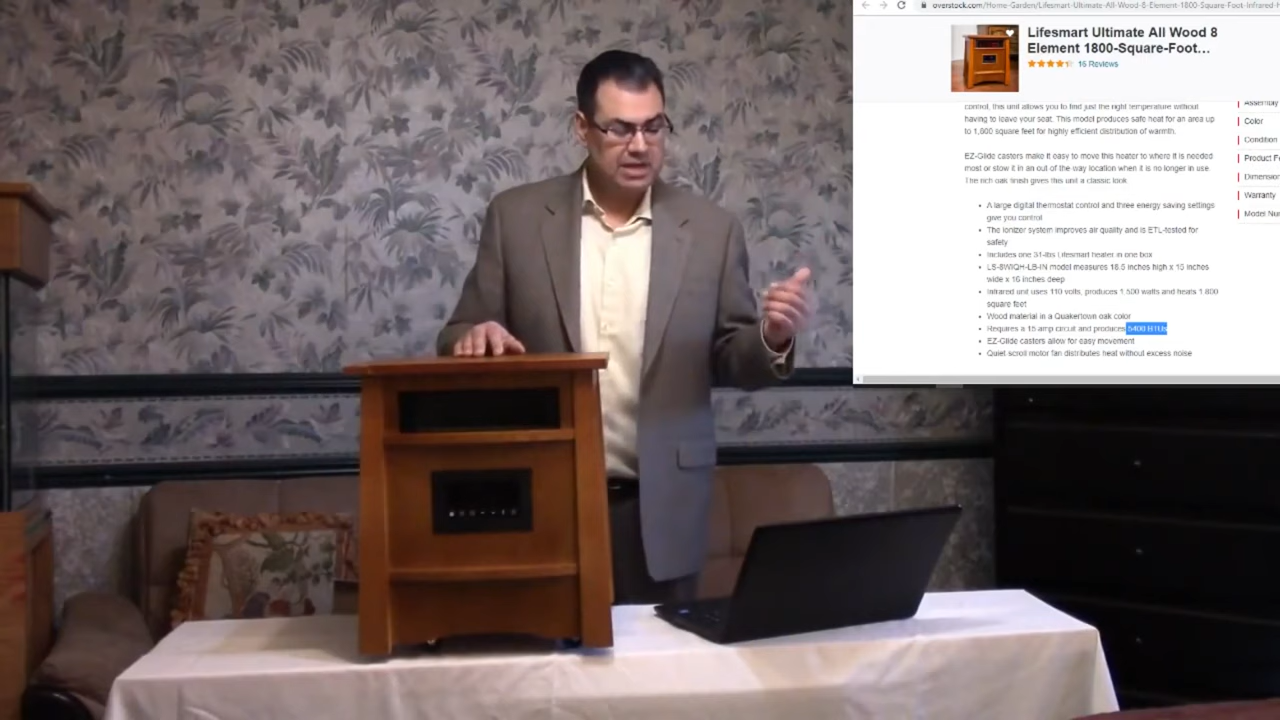 overstock.com/Home-Garden/Lifesmart-Ultimate-All-Wood-8-Element-1800-Square-Foot-Infrared-H
Lifesmart Ultimate All Wood 8
Element 1800-Square-Foot...
16 Reviews
control, this unit allows you to find just the right temperature without
having to leave your seat. This model produces safe heat for an area up
to 1,800 square feet for highly efficient distribution of warmth.
EZ-Glide casters make it easy to move this heater to where it is needed
most or stow it in an out of the way location when it is no longer in use.
The rich oak finish gives this unit a classic look.
A large digital thermostat control and three energy saving settings
give you control
The ionizer system improves air quality and is ETL-tested for
safety
Includes one 31-lbs Lifesmart heater in one box
LS-8WIQH-LB-IN model measures 18.5 inches high x 15 inches
wide x 16 inches deep
Infrared unit uses 110 volts, produces 1,500 watts and heats 1,800
square feet
Wood material in a Quakertown oak color
Requires a 15 amp circuit and produces 5400 BTUs
EZ-Glide casters allow for easy movement
Quiet scroll motor fan distributes heat without excess noise
Assembly
Color
Condition
Product Fe
Dimension
Warranty
Model Nu